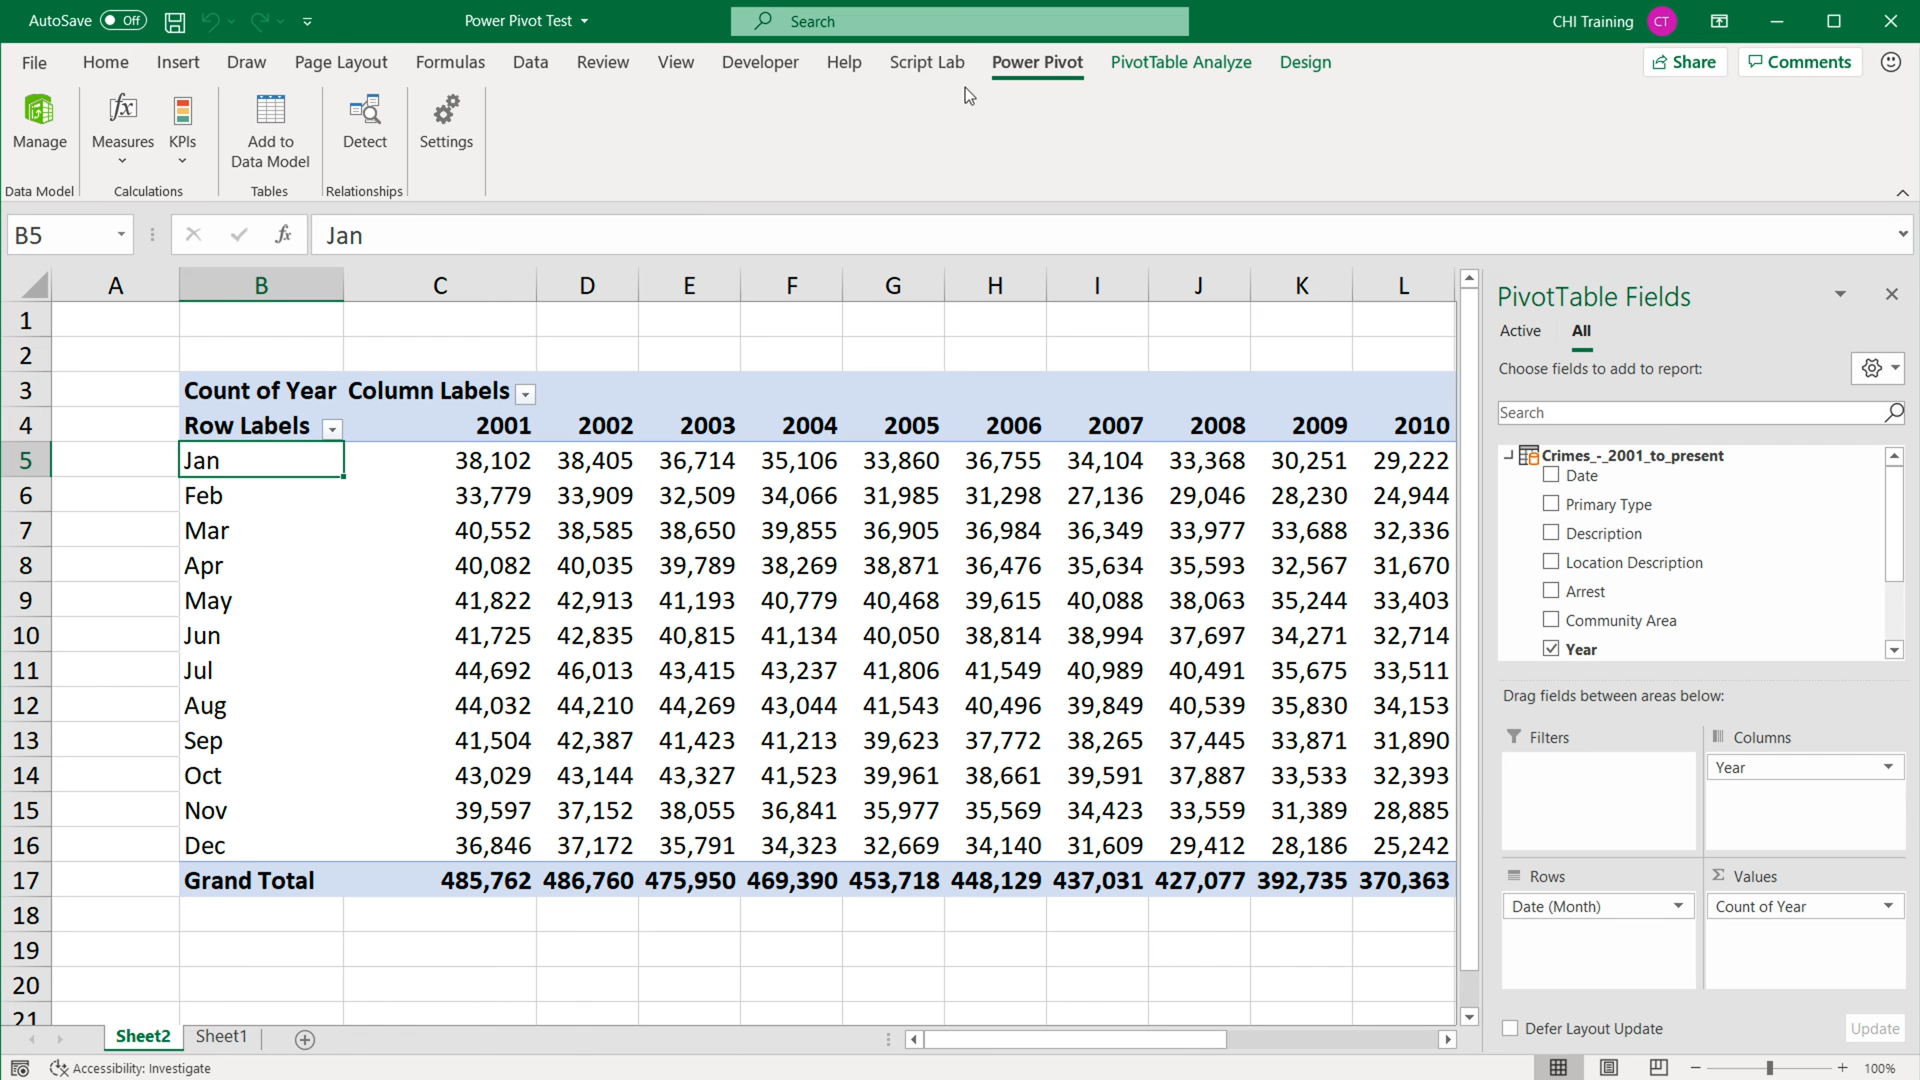 AutoSave Off Power Pivot Test Search CHI Training CT
File Home Insert Draw Page Layout Formulas Data Review View Developer Help Script Lab Power Pivot PivotTable Analyze Design Share Comments
Manage Measures KPIs Add to Data Model Detect Settings
Data Model Calculations Tables Relationships
B5 fx Jan
A B C D E F G H I J K L
1
2
3 Count of Year Column Labels
4 Row Labels 2001 2002 2003 2004 2005 2006 2007 2008 2009 2010
5 Jan 38,102 38,405 36,714 35,106 33,860 36,755 34,104 33,368 30,251 29,222
6 Feb 33,779 33,909 32,509 34,066 31,985 31,298 27,136 29,046 28,230 24,944
7 Mar 40,552 38,585 38,650 39,855 36,905 36,984 36,349 33,977 33,688 32,336
8 Apr 40,082 40,035 39,789 38,269 38,871 36,476 35,634 35,593 32,567 31,670
9 May 41,822 42,913 41,193 40,779 40,468 39,615 40,088 38,063 35,244 33,403
10 Jun 41,725 42,835 40,815 41,134 40,050 38,814 38,994 37,697 34,271 32,714
11 Jul 44,692 46,013 43,415 43,237 41,806 41,549 40,989 40,491 35,675 33,511
12 Aug 44,032 44,210 44,269 43,044 41,543 40,496 39,849 40,539 35,830 34,153
13 Sep 41,504 42,387 41,423 41,213 39,623 37,772 38,265 37,445 33,871 31,890
14 Oct 43,029 43,144 43,327 41,523 39,961 38,661 39,591 37,887 33,533 32,393
15 Nov 39,597 37,152 38,055 36,841 35,977 35,569 34,423 33,559 31,389 28,885
16 Dec 36,846 37,172 35,791 34,323 32,669 34,140 31,609 29,412 28,186 25,242
17 Grand Total 485,762 486,760 475,950 469,390 453,718 448,129 437,031 427,077 392,735 370,363
18
19
20
21
PivotTable Fields
Active All
Choose fields to add to report:
Search
Crimes_-_2001_to_present
Date
Primary Type
Description
Location Description
Arrest
Community Area
Year
Drag fields between areas below:
Filters Columns
Year
Rows Σ Values
Date (Month) Count of Year
Defer Layout Update Update
Sheet2 Sheet1
Accessibility: Investigate 100%